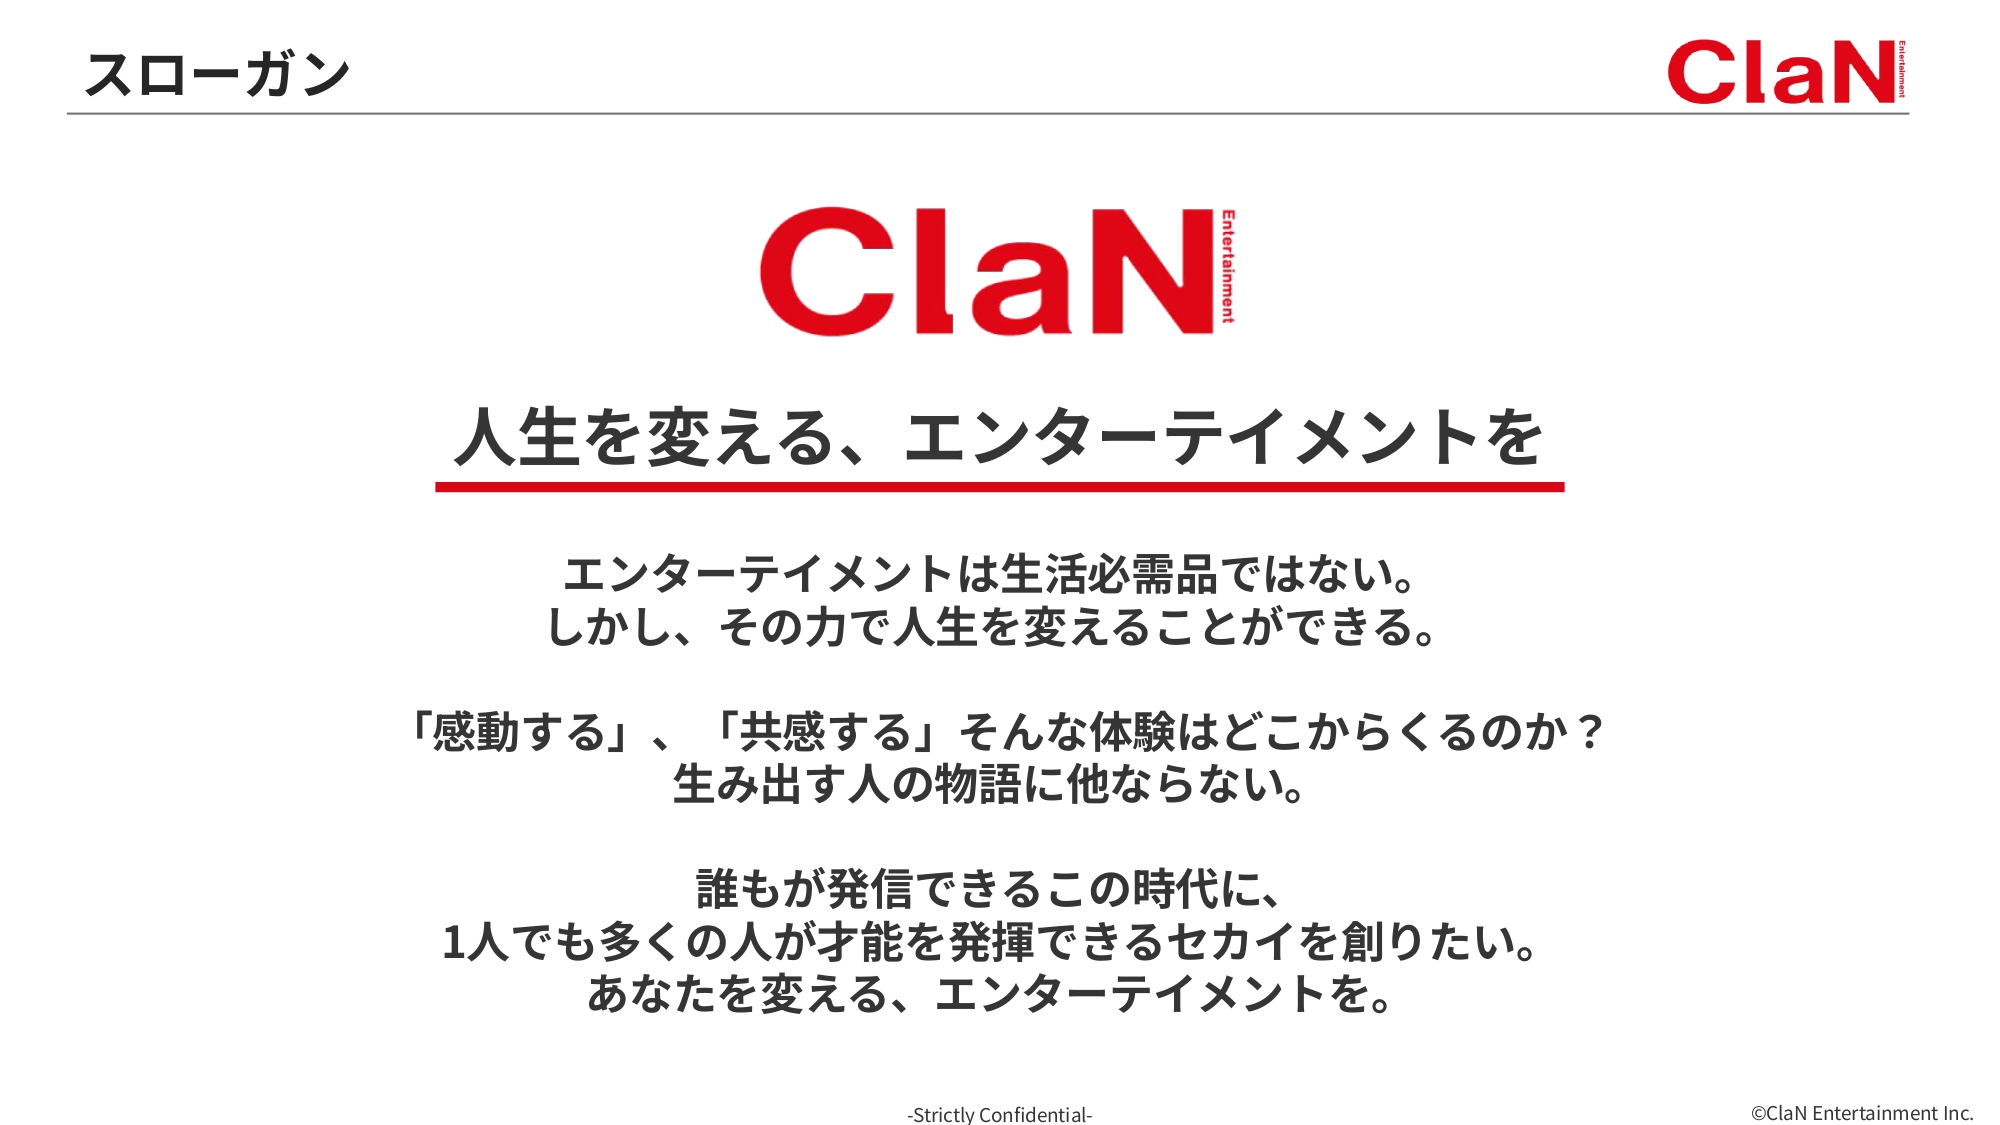 スローガン
ClaN Entertainment
ClaN Entertainment
人生を変える、エンターテイメントを
エンターテイメントは生活必需品ではない。
しかし、その力で人生を変えることができる。
「感動する」、「共感する」そんな体験はどこからくるのか？
生み出す人の物語に他ならない。
誰もが発信できるこの時代に、
1人でも多くの人が才能を発揮できるセカイを創りたい。
あなたを変える、エンターテイメントを。
-Strictly Confidential-
©ClaN Entertainment Inc.